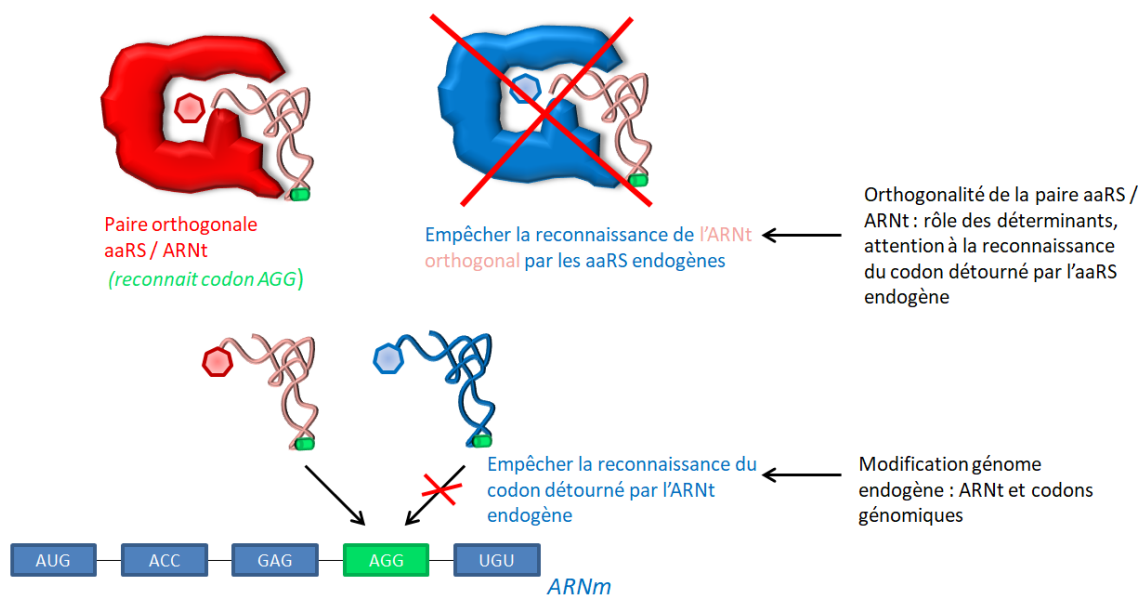 Paire orthogonale
aaRS / ARNt
(reconnait codon AGG)
Empêcher la reconnaissance de l'ARNt
orthogonal par les aaRS endogènes
Orthogonalité de la paire aaRS /
ARNt : rôle des déterminants,
attention à la reconnaissance
du codon détourné par l'aaRS
endogène
Empêcher la reconnaissance du
codon détourné par l'ARNt
endogène
Modification génome
endogène : ARNt et codons
génomiques
AUG ACC GAG AGG UGU
ARNm